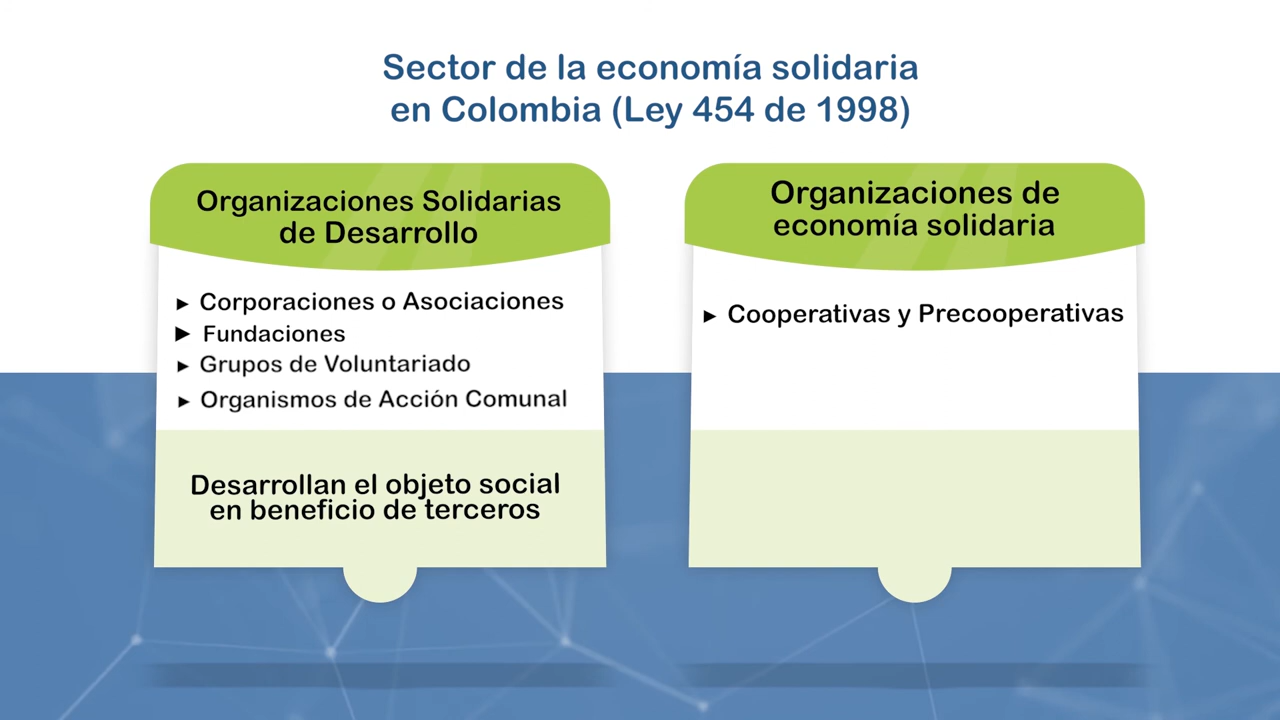 Sector de la economía solidaria
en Colombia (Ley 454 de 1998)
Organizaciones Solidarias
de Desarrollo
► Corporaciones o Asociaciones
► Fundaciones
► Grupos de Voluntariado
► Organismos de Acción Comunal
Desarrollan el objeto social
en beneficio de terceros
Organizaciones de
economía solidaria
► Cooperativas y Precooperativas